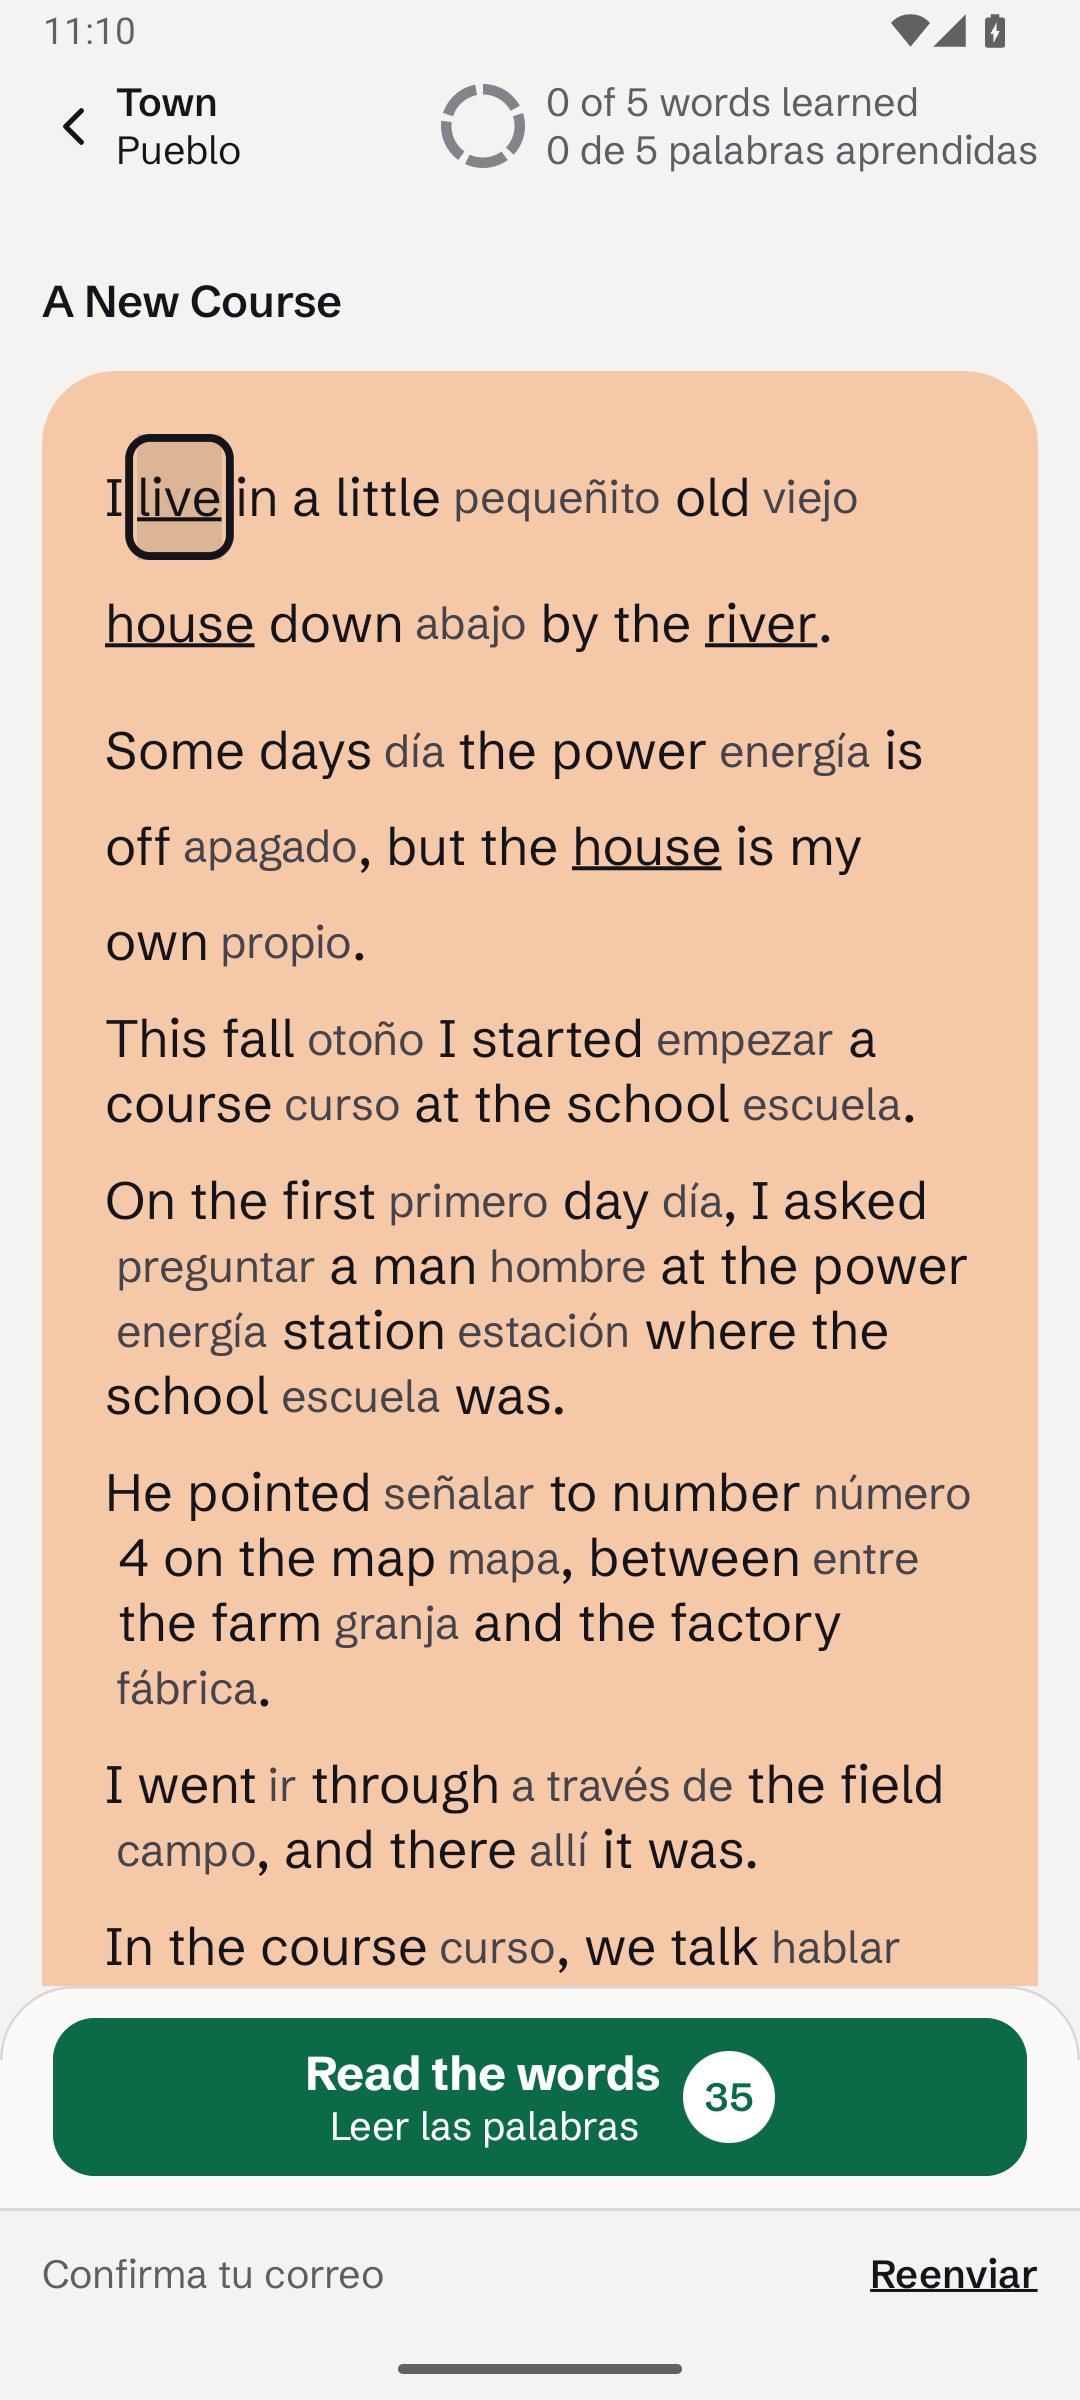 11:10
Town
Pueblo
0 of 5 words learned
0 de 5 palabras aprendidas
A New Course
I live in a little pequeñito old viejo
house down abajo by the river.
Some days día the power energía is
off apagado, but the house is my
own propio.
This fall otoño I started empezar a
course curso at the school escuela.
On the first primero day día, I asked
preguntar a man hombre at the power
energía station estación where the
school escuela was.
He pointed señalar to number número
4 on the map mapa, between entre
the farm granja and the factory
fábrica.
I went ir through a través de the field
campo, and there allí it was.
In the course curso, we talk hablar
Read the words
Leer las palabras
35
Confirma tu correo
Reenviar